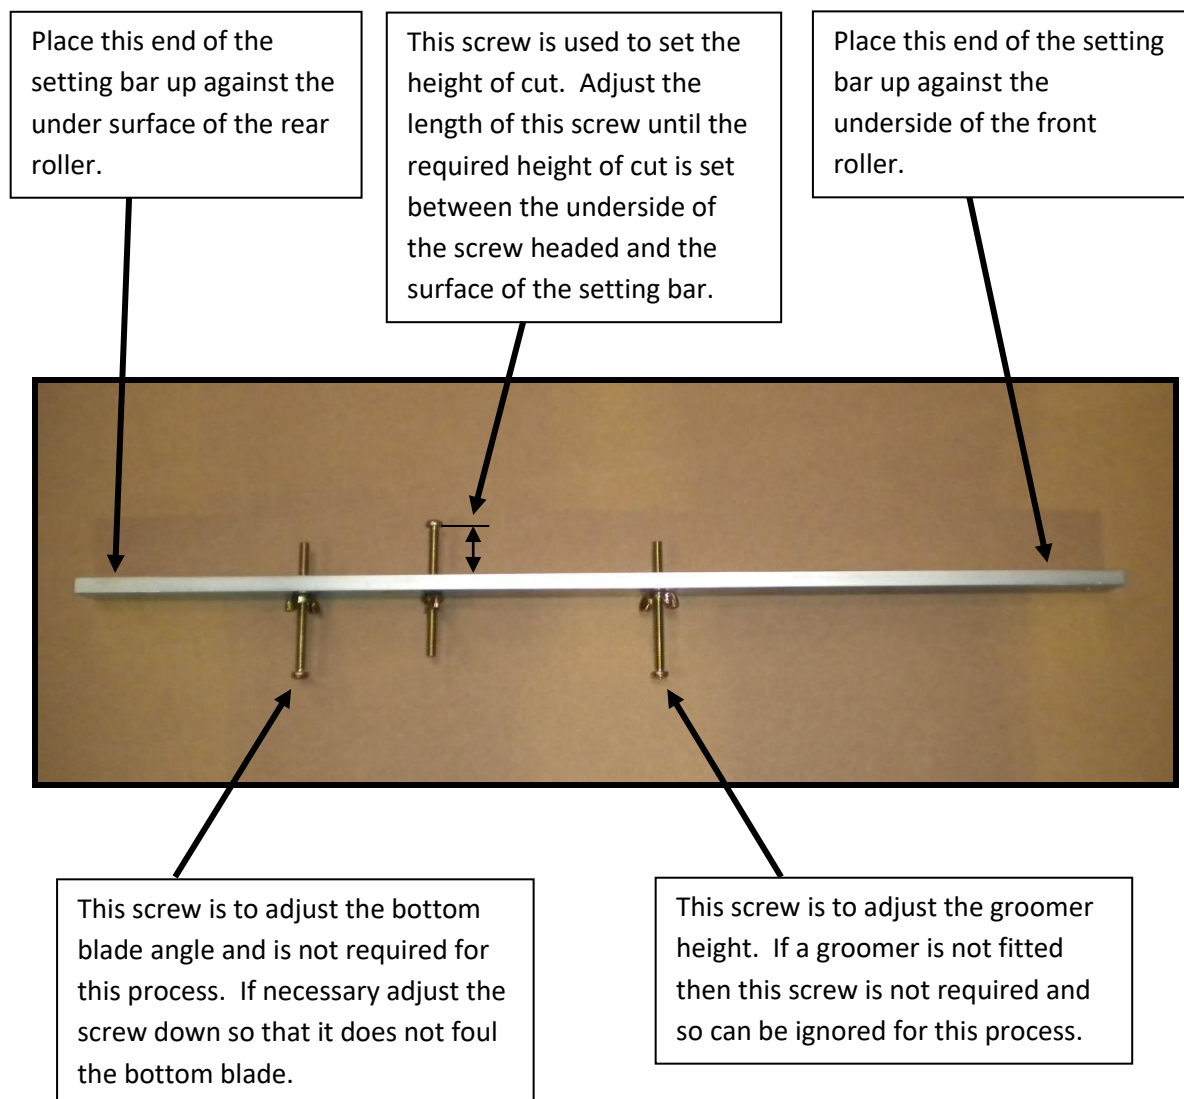 Place this end of the
setting bar up against the
under surface of the rear
roller.
This screw is used to set the
height of cut.  Adjust the
length of this screw until the
required height of cut is set
between the underside of
the screw headed and the
surface of the setting bar.
Place this end of the setting
bar up against the
underside of the front
roller.
This screw is to adjust the bottom
blade angle and is not required for
this process.  If necessary adjust the
screw down so that it does not foul
the bottom blade.
This screw is to adjust the groomer
height.  If a groomer is not fitted
then this screw is not required and
so can be ignored for this process.